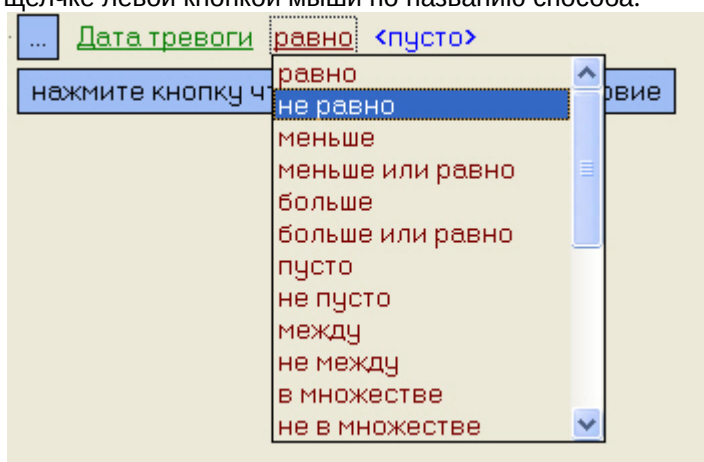 щелчке левой кнопкой мыши по названию способа.
... Дата тревоги равно <пусто>
равно
нажмите кнопку чт овие
не равно
меньше
меньше или равно
больше
больше или равно
пусто
не пусто
между
не между
в множестве
не в множестве